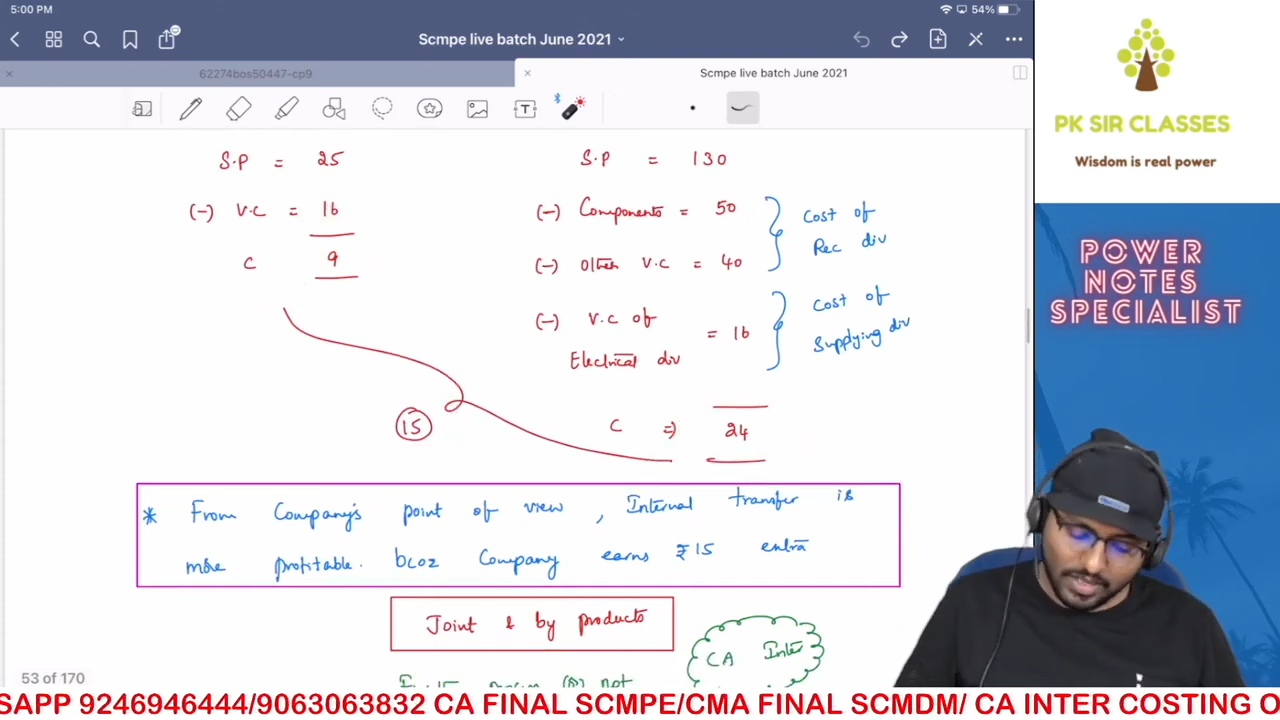 5:00 PM
54%
Scmpe live batch June 2021
62274bos50447-cp9
Scmpe live batch June 2021
S.P = 25
(-) V.C = 16
C 9
S.P = 130
(-) Components = 50
(-) Other V.C = 40
Cost of
Rec div
(-) V.C of
Electrical div = 16
Cost of
Supplying div
C => 24
15
* From Company's point of view, Internal transfer is
more profitable. bcoz Company earns ₹15 extra
Joint & by products
CA Inter
not
53 of 170
PK SIR CLASSES
Wisdom is real power
POWER
NOTES
SPECIALIST
SAPP 9246946444/9063063832 CA FINAL SCMPE/CMA FINAL SCMDM/ CA INTER COSTING O